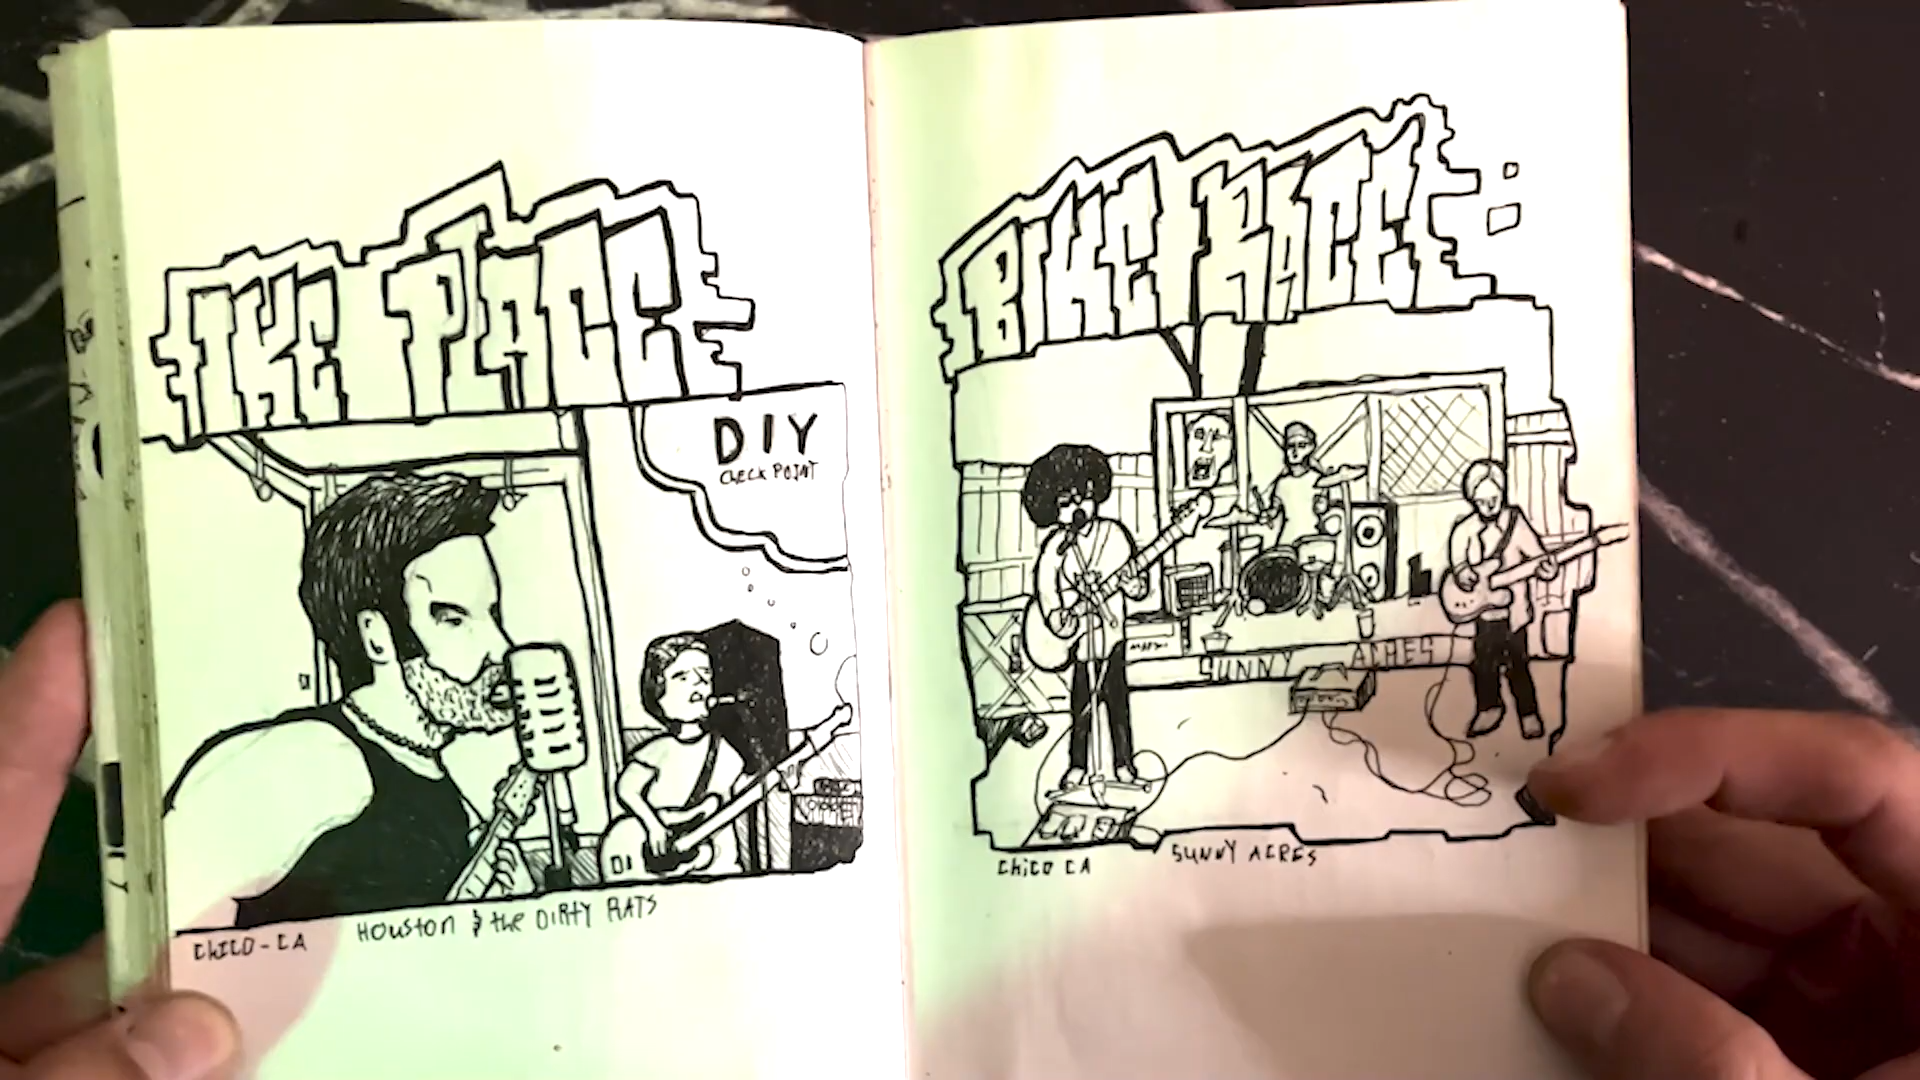 IKE PLACE
DIY
CHECK POINT
CHICO-CA
Houston & the DIRTY RATS
BIKE RACE
SUNNY ACRES
CHICO CA
SUNNY ACRES